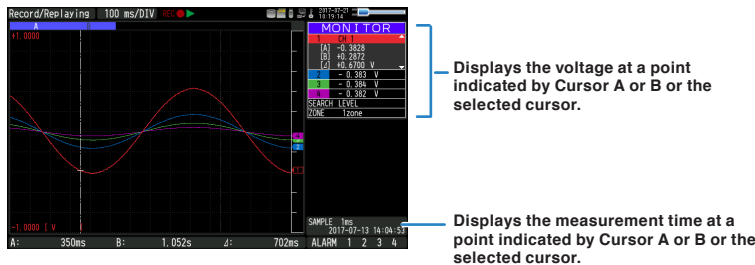 Record/Replaying 100 ms/DIV REC 2017-07-21 10:19:14
A
+1.0000
MONITOR
1 CH 1
[A] -0.3828
[B] +0.2872
[⊿] +0.6700 V
2 - 0.383 V
3 - 0.384 V
4 - 0.382 V
SEARCH LEVEL
ZONE 1zone
Displays the voltage at a point
indicated by Cursor A or B or the
selected cursor.
4
2
1
-1.0000 [ V ]
SAMPLE 1ms
2017-07-13 14:04:53
A: 350ms B: 1.052s ⊿: 702ms ALARM 1 2 3 4
Displays the measurement time at a
point indicated by Cursor A or B or the
selected cursor.